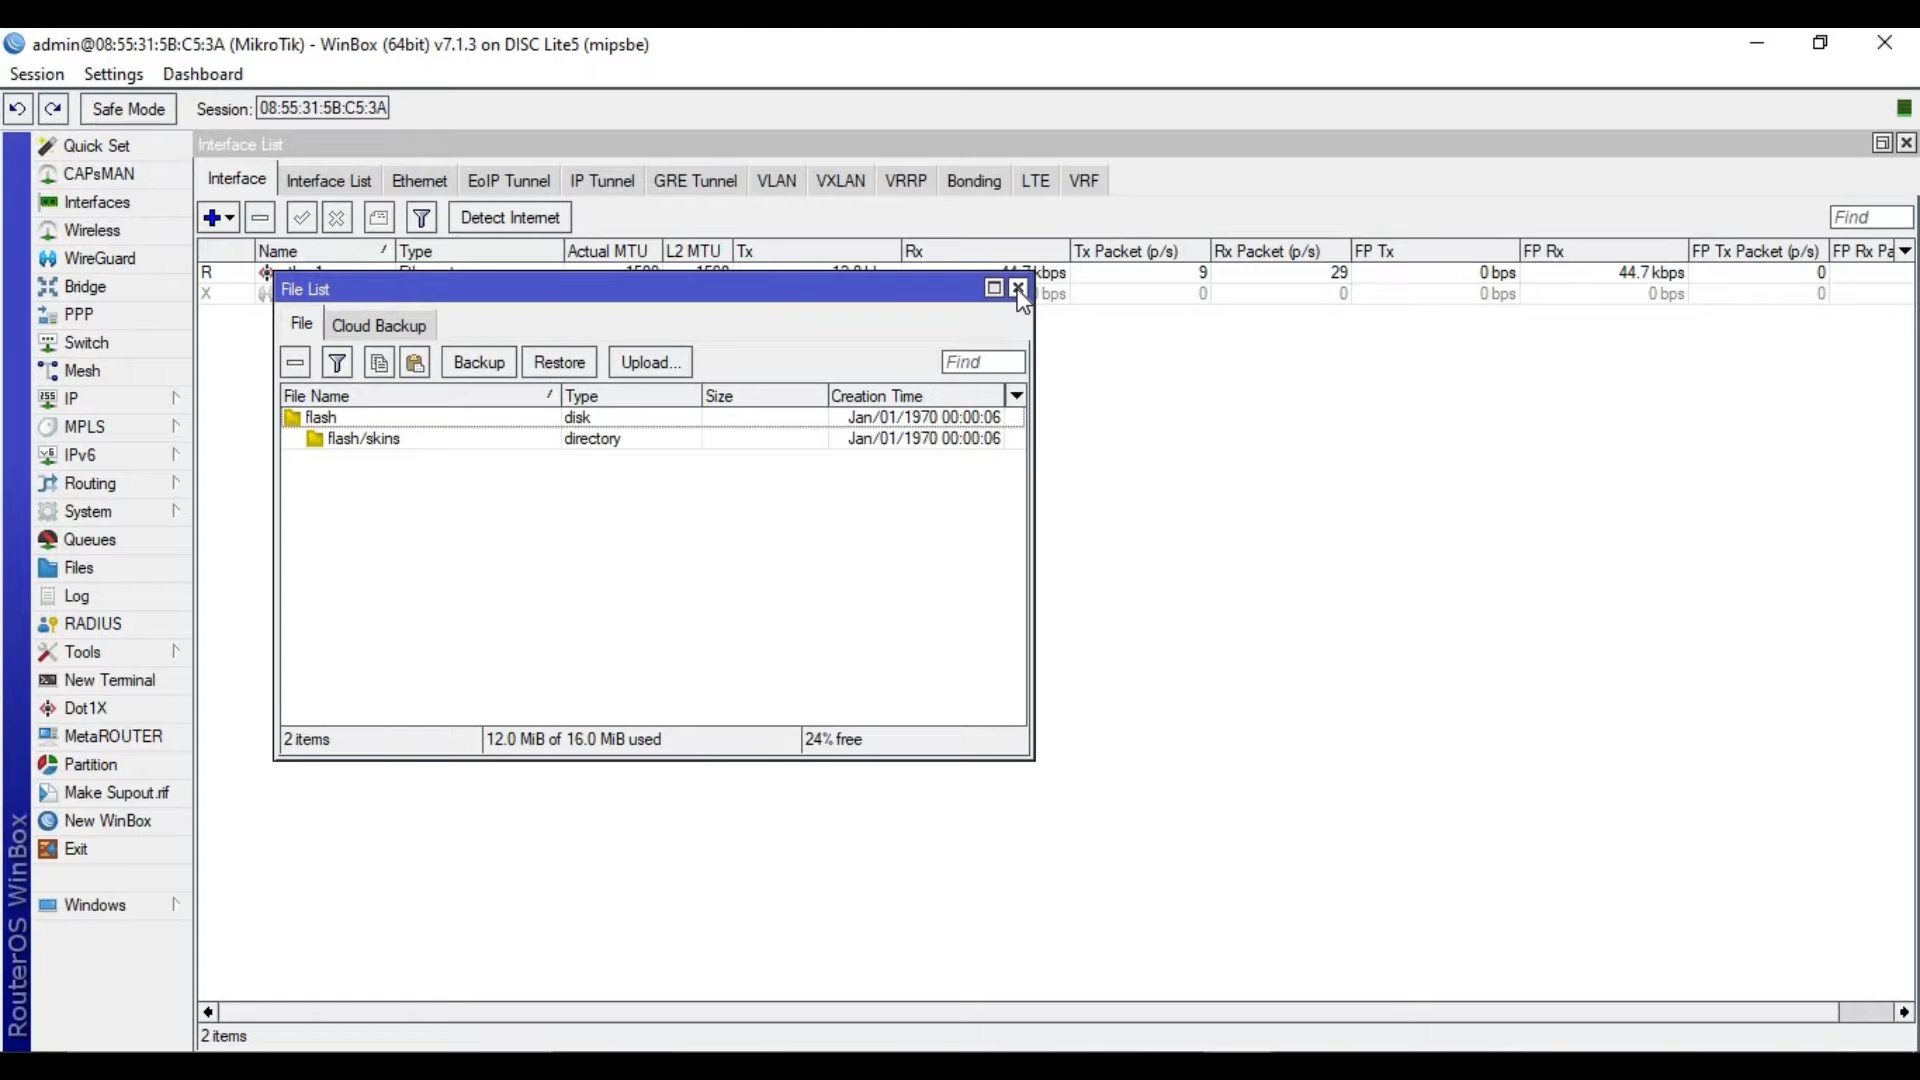 admin@08:55:31:5B:C5:3A (MikroTik) - WinBox (64bit) v7.1.3 on DISC Lite5 (mipsbe)
Session Settings Dashboard
Safe Mode Session: 08:55:31:5B:C5:3A
Interface List
Interface Interface List Ethernet EoIP Tunnel IP Tunnel GRE Tunnel VLAN VXLAN VRRP Bonding LTE VRF
Detect Internet Find
Name Type Actual MTU L2 MTU Tx Rx Tx Packet (p/s) Rx Packet (p/s) FP Tx FP Rx FP Tx Packet (p/s) FP Rx Pa
R 44.7 kbps 9 29 0 bps 44.7 kbps 0
X bps 0 0 0 bps 0 bps 0
Quick Set
CAPsMAN
Interfaces
Wireless
WireGuard
Bridge
PPP
Switch
Mesh
IP
MPLS
IPv6
Routing
System
Queues
Files
Log
RADIUS
Tools
New Terminal
Dot1X
MetaROUTER
Partition
Make Supout.rif
New WinBox
Exit
Windows
RouterOS WinBox
File List
File Cloud Backup
Backup Restore Upload... Find
File Name Type Size Creation Time
flash disk Jan/01/1970 00:00:06
flash/skins directory Jan/01/1970 00:00:06
2 items 12.0 MiB of 16.0 MiB used 24% free
2 items